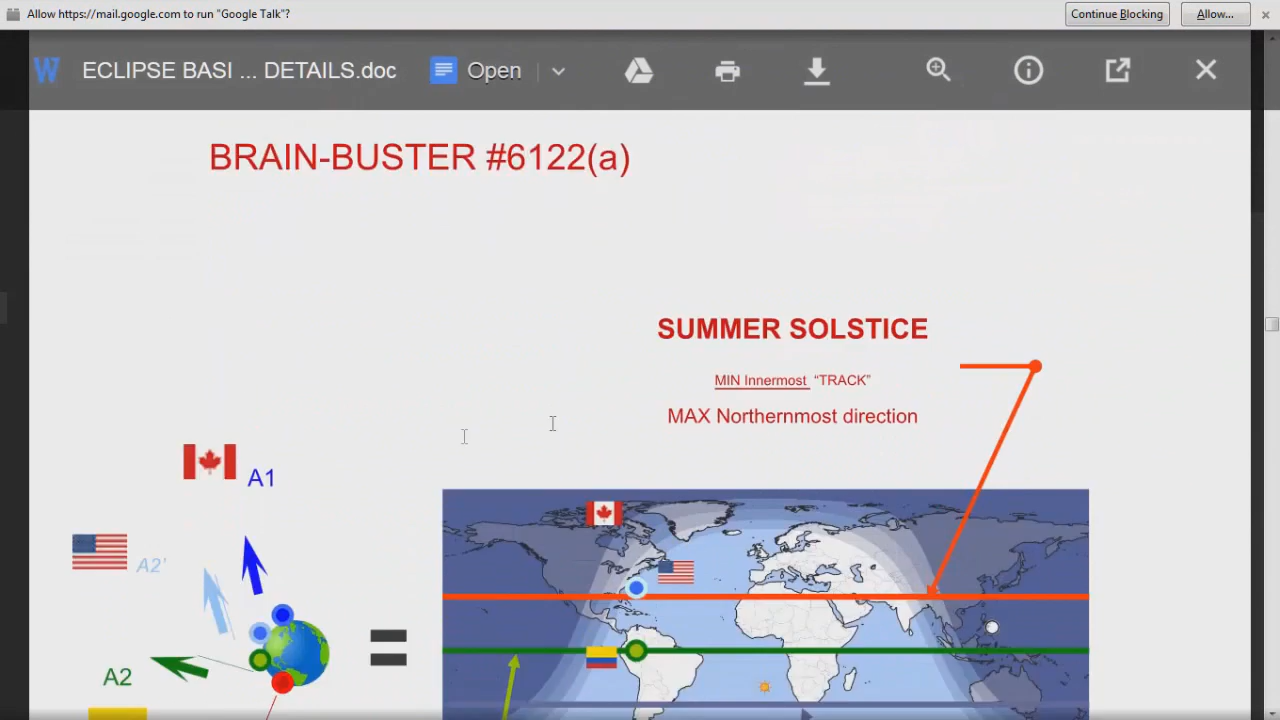 Allow https://mail.google.com to run "Google Talk"?
Continue Blocking
Allow...
ECLIPSE BASI ... DETAILS.doc
Open
BRAIN-BUSTER #6122(a)
SUMMER SOLSTICE
MIN Innermost “TRACK”
MAX Northernmost direction
A1
A2’
A2